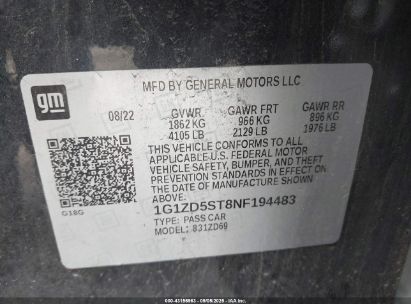 MFD BY GENERAL MOTORS LLC
gm
08/22 GVWR GAWR FRT GAWR RR
1862 KG 966 KG 896 KG
4105 LB 2129 LB 1976 LB
THIS VEHICLE CONFORMS TO ALL
APPLICABLE U.S. FEDERAL MOTOR
VEHICLE SAFETY, BUMPER, AND THEFT
PREVENTION STANDARDS IN EFFECT
ON THE DATE OF MANUFACTURE SHOWN
ABOVE.
1G1ZD5ST8NF194483
G18G
TYPE: PASS CAR
MODEL: 831ZD69